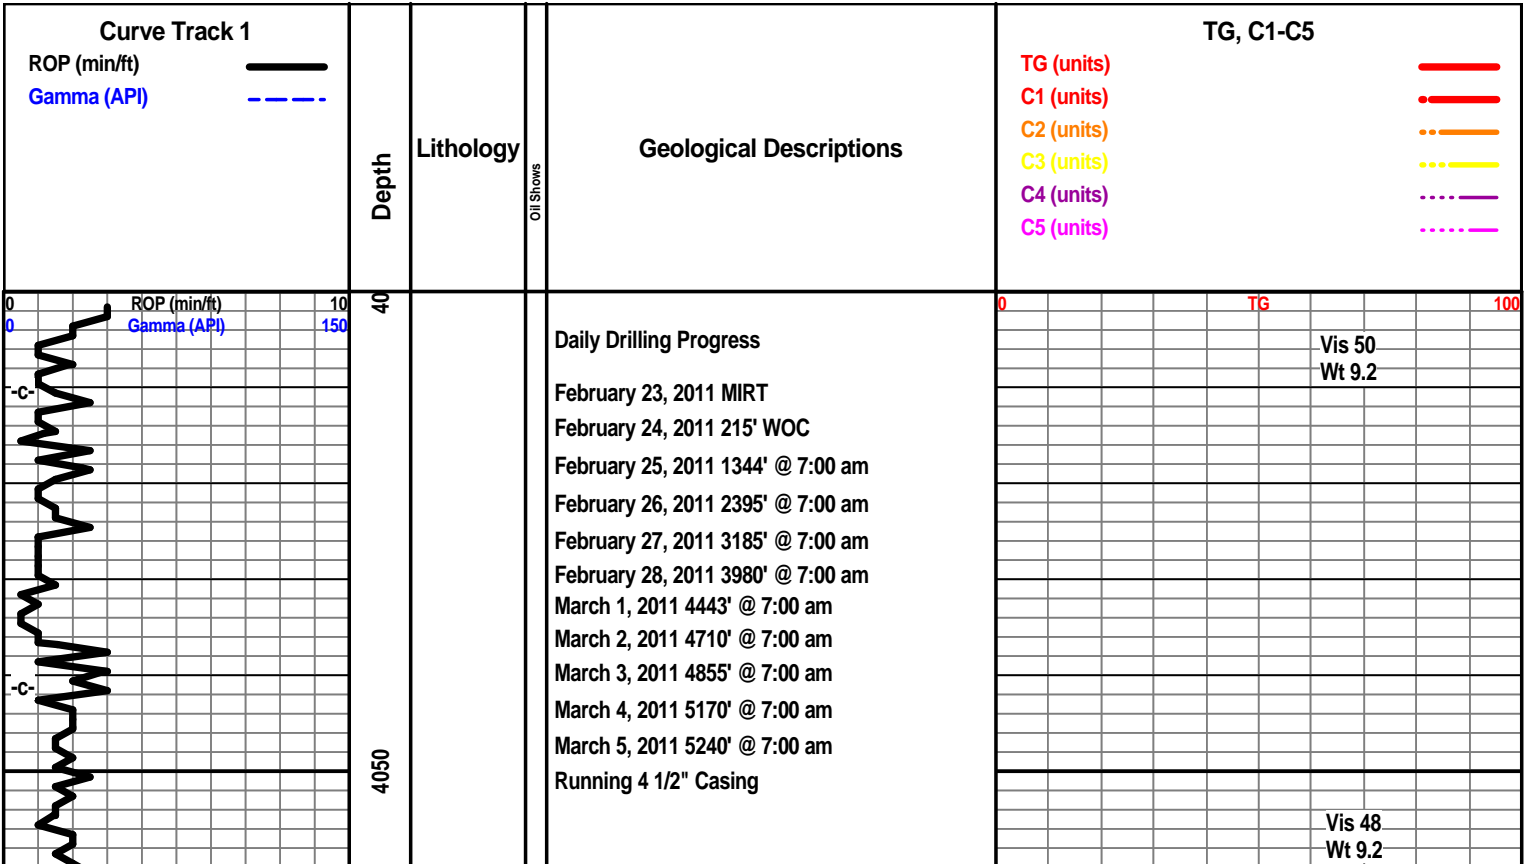 Curve Track 1
ROP (min/ft)
Gamma (API)
Depth
Lithology
Oil Shows
Geological Descriptions
TG, C1-C5
TG (units)
C1 (units)
C2 (units)
C3 (units)
C4 (units)
C5 (units)
0 ROP (min/ft) 10
0 Gamma (API) 150
40
0 TG 100
Daily Drilling Progress
Vis 50
Wt 9.2
-c-
February 23, 2011 MIRT
February 24, 2011 215' WOC
February 25, 2011 1344' @ 7:00 am
February 26, 2011 2395' @ 7:00 am
February 27, 2011 3185' @ 7:00 am
February 28, 2011 3980' @ 7:00 am
March 1, 2011 4443' @ 7:00 am
March 2, 2011 4710' @ 7:00 am
March 3, 2011 4855' @ 7:00 am
-c-
March 4, 2011 5170' @ 7:00 am
March 5, 2011 5240' @ 7:00 am
4050
Running 4 1/2" Casing
Vis 48
Wt 9.2